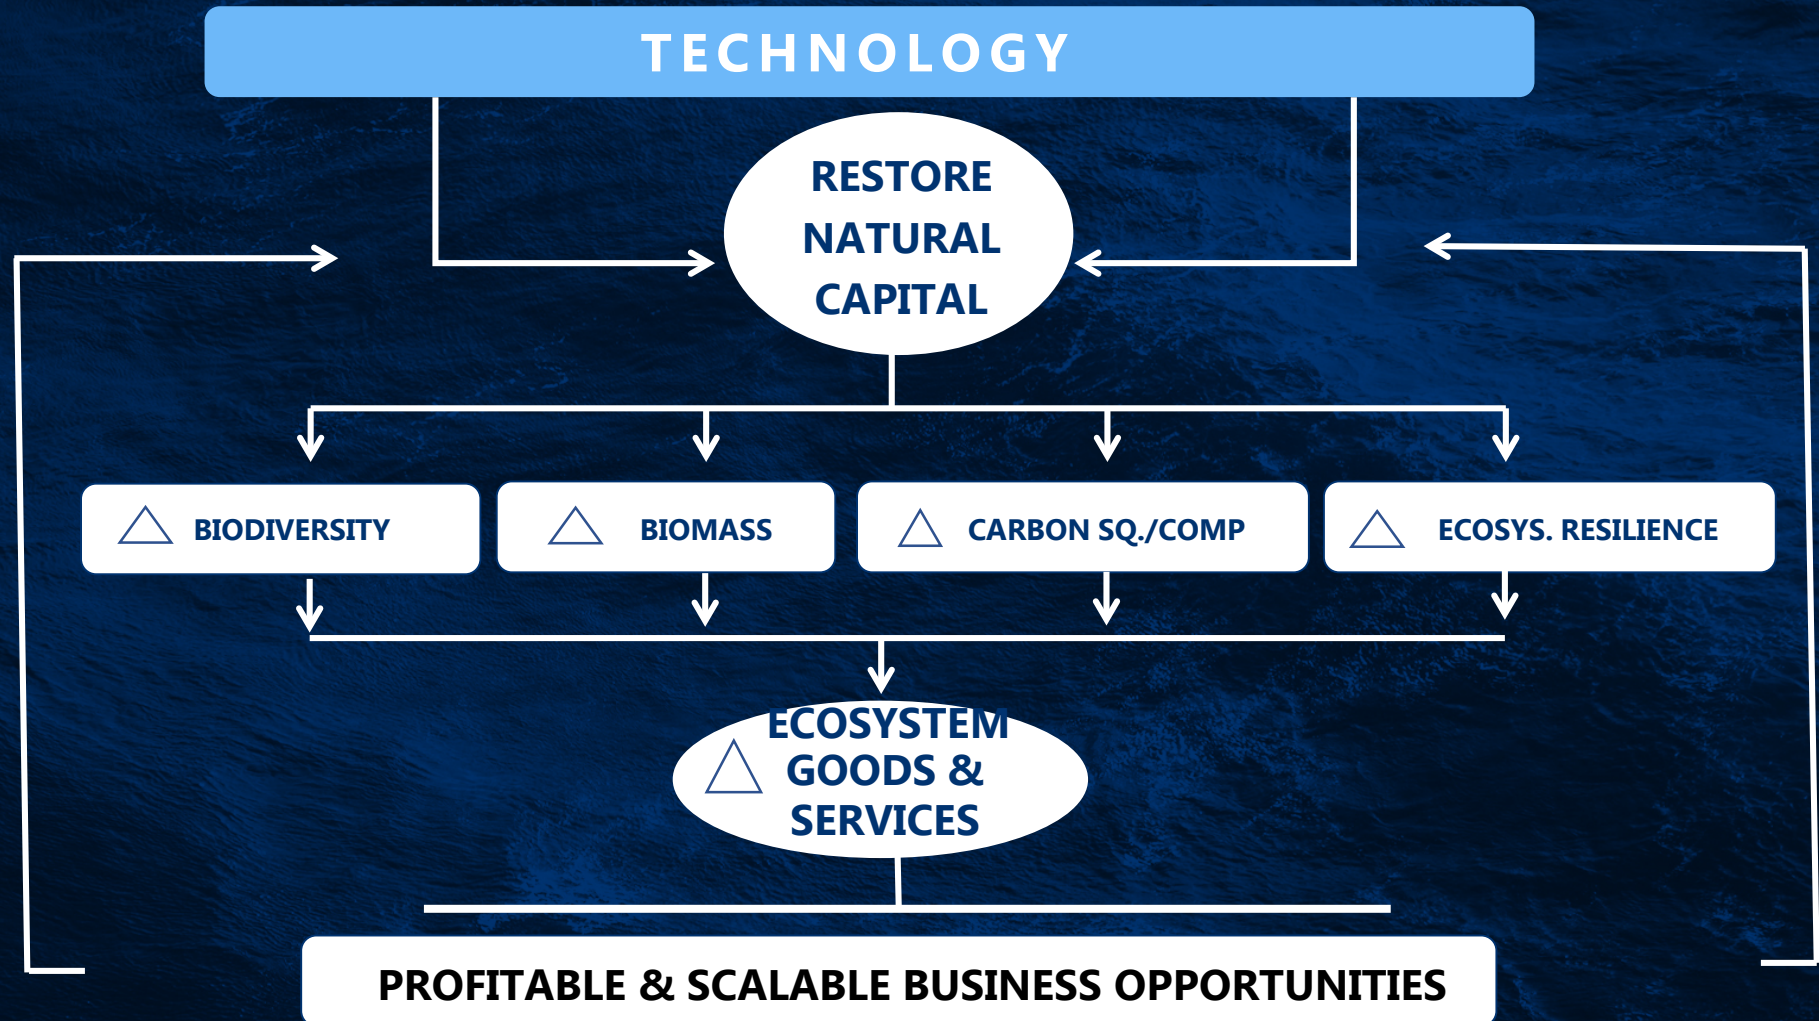 TECHNOLOGY
RESTORE
NATURAL
CAPITAL
BIODIVERSITY
BIOMASS
CARBON SQ./COMP
ECOSYS. RESILIENCE
ECOSYSTEM
GOODS &
SERVICES
PROFITABLE & SCALABLE BUSINESS OPPORTUNITIES